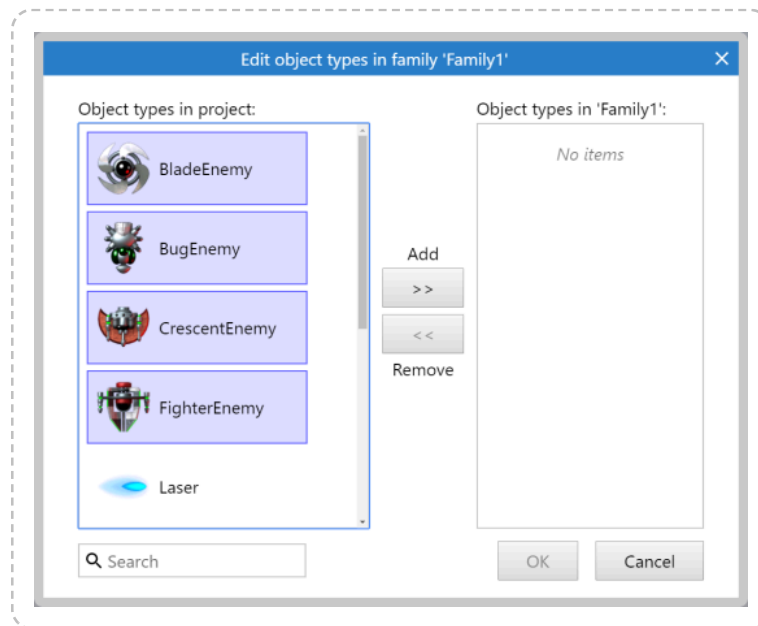 Edit object types in family 'Family1'
Object types in project:
BladeEnemy
BugEnemy
CrescentEnemy
FighterEnemy
Laser
Search
Add
>>
<<
Remove
Object types in 'Family1':
No items
OK
Cancel